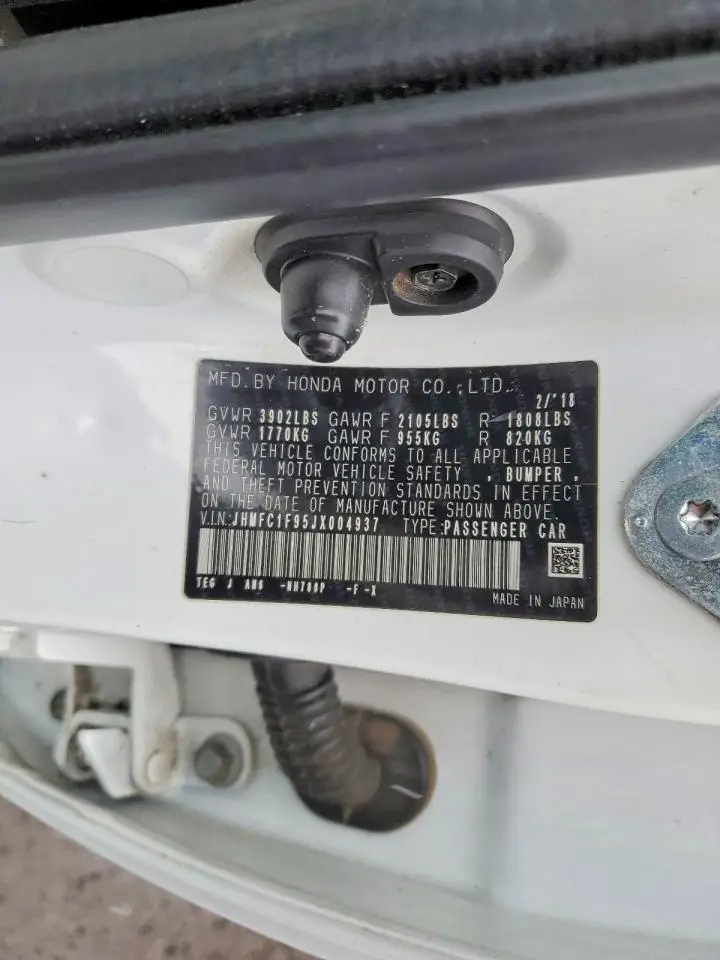 MFD.BY HONDA MOTOR CO.,LTD. 2/'18
GVWR 3902LBS GAWR F 2105LBS R 1808LBS
GVWR 1770KG GAWR F 955KG R 820KG
THIS VEHICLE CONFORMS TO ALL APPLICABLE
FEDERAL MOTOR VEHICLE SAFETY , BUMPER ,
AND THEFT PREVENTION STANDARDS IN EFFECT
ON THE DATE OF MANUFACTURE SHOWN ABOVE.
V.I.N:JHMFC1F95JX004937 TYPE:PASSENGER CAR
TEG J -F -X
MADE IN JAPAN